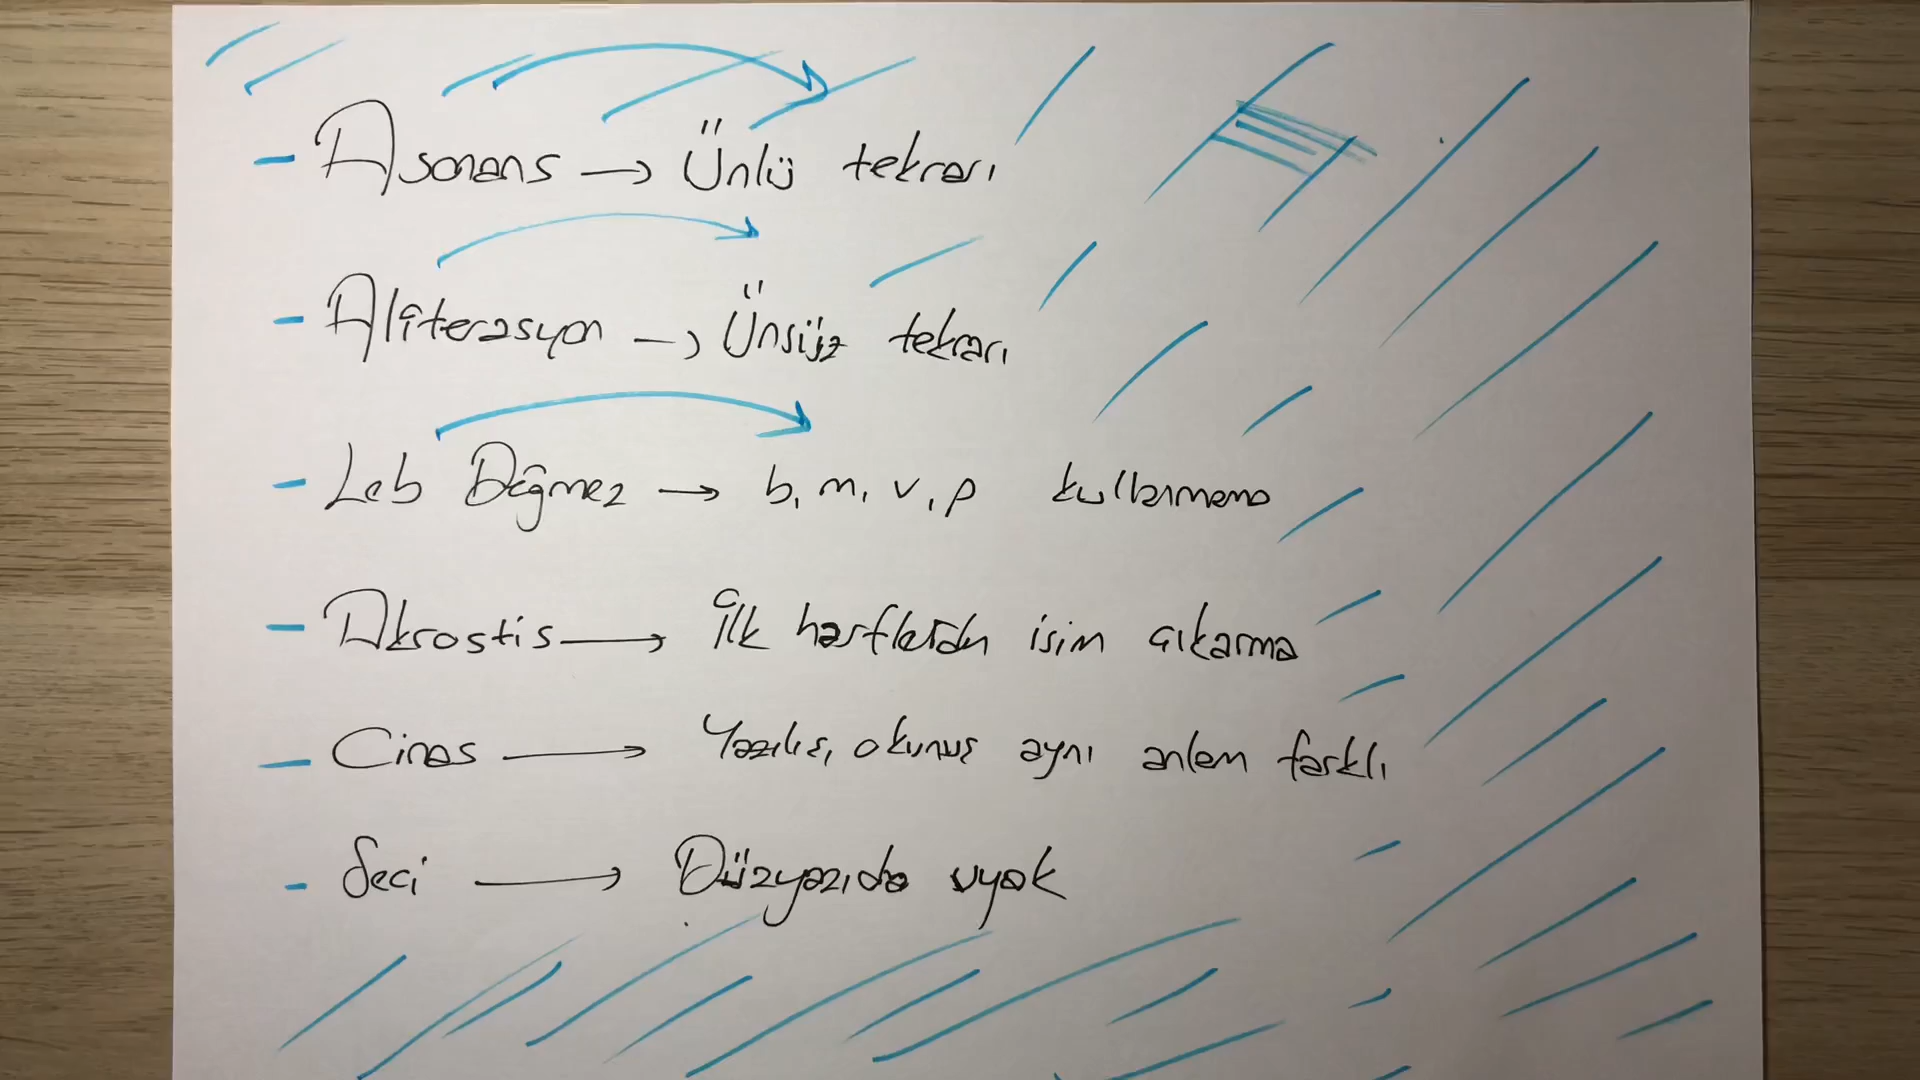 - Asonans → Ünlü tekrarı
- Aliterasyon → Ünsüz tekrarı
- Leb Değmez → b, m, v, p kullanmama
- Akrostis → İlk harflerden isim çıkarma
- Cinas → Yazılış, okunuş aynı anlam farklı
- Seci → Düzyazıda uyak